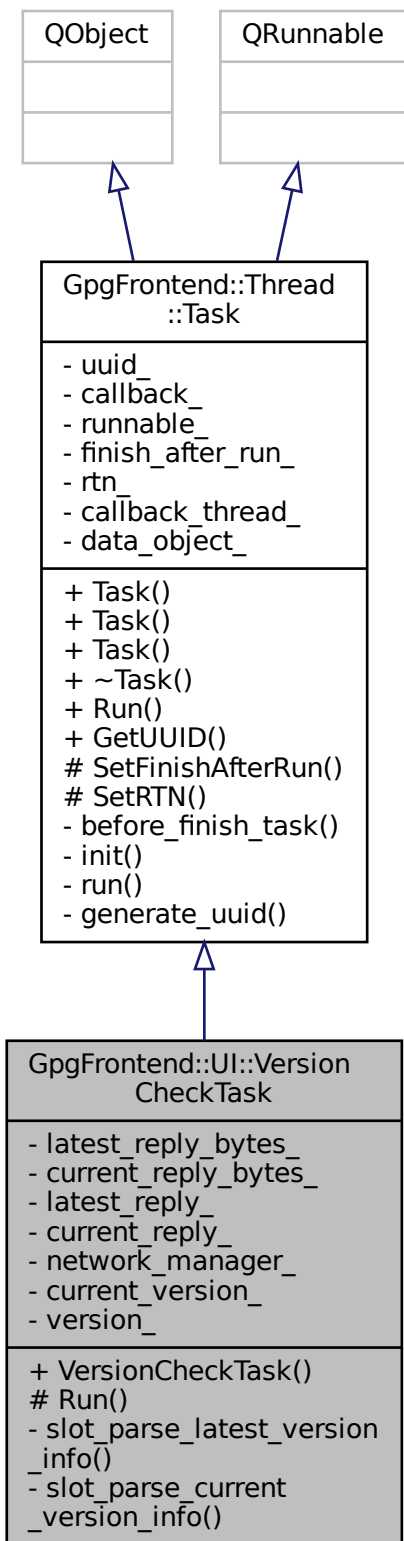 QObject
QRunnable
GpgFrontend::Thread
::Task
- uuid_
- callback_
- runnable_
- finish_after_run_
- rtn_
- callback_thread_
- data_object_
+ Task()
+ Task()
+ Task()
+ ~Task()
+ Run()
+ GetUUID()
# SetFinishAfterRun()
# SetRTN()
- before_finish_task()
- init()
- run()
- generate_uuid()
GpgFrontend::UI::Version
CheckTask
- latest_reply_bytes_
- current_reply_bytes_
- latest_reply_
- current_reply_
- network_manager_
- current_version_
- version_
+ VersionCheckTask()
# Run()
- slot_parse_latest_version
_info()
- slot_parse_current
_version_info()